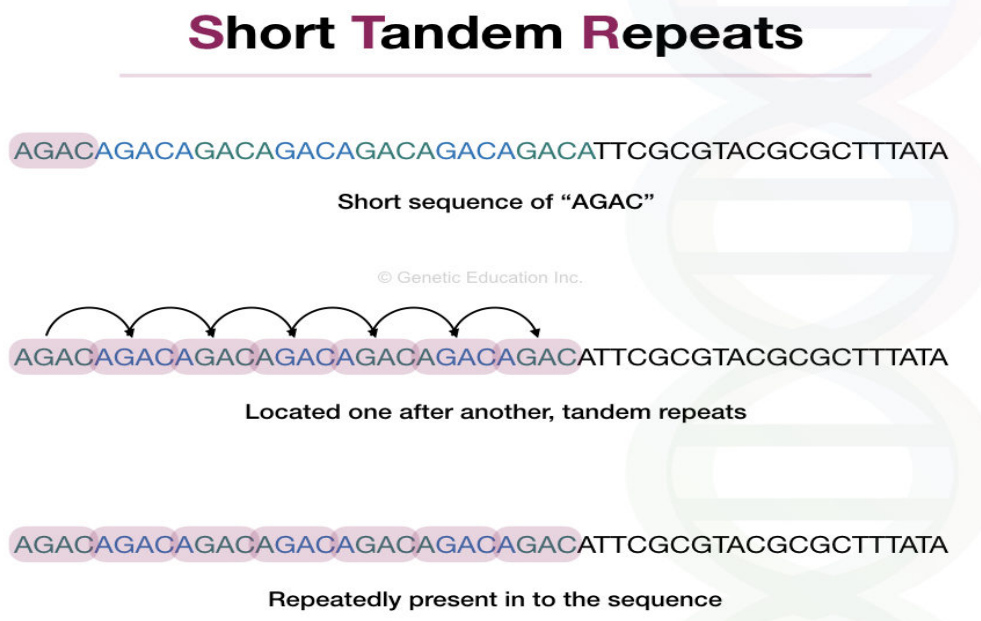 Short Tandem Repeats
AGACAGACAGACAGACAGACAGACAGACATTCGCGTACGCGCTTTATA
Short sequence of “AGAC”
© Genetic Education Inc.
AGACAGACAGACAGACAGACAGACAGACATTCGCGTACGCGCTTTATA
Located one after another, tandem repeats
AGACAGACAGACAGACAGACAGACAGACATTCGCGTACGCGCTTTATA
Repeatedly present in to the sequence